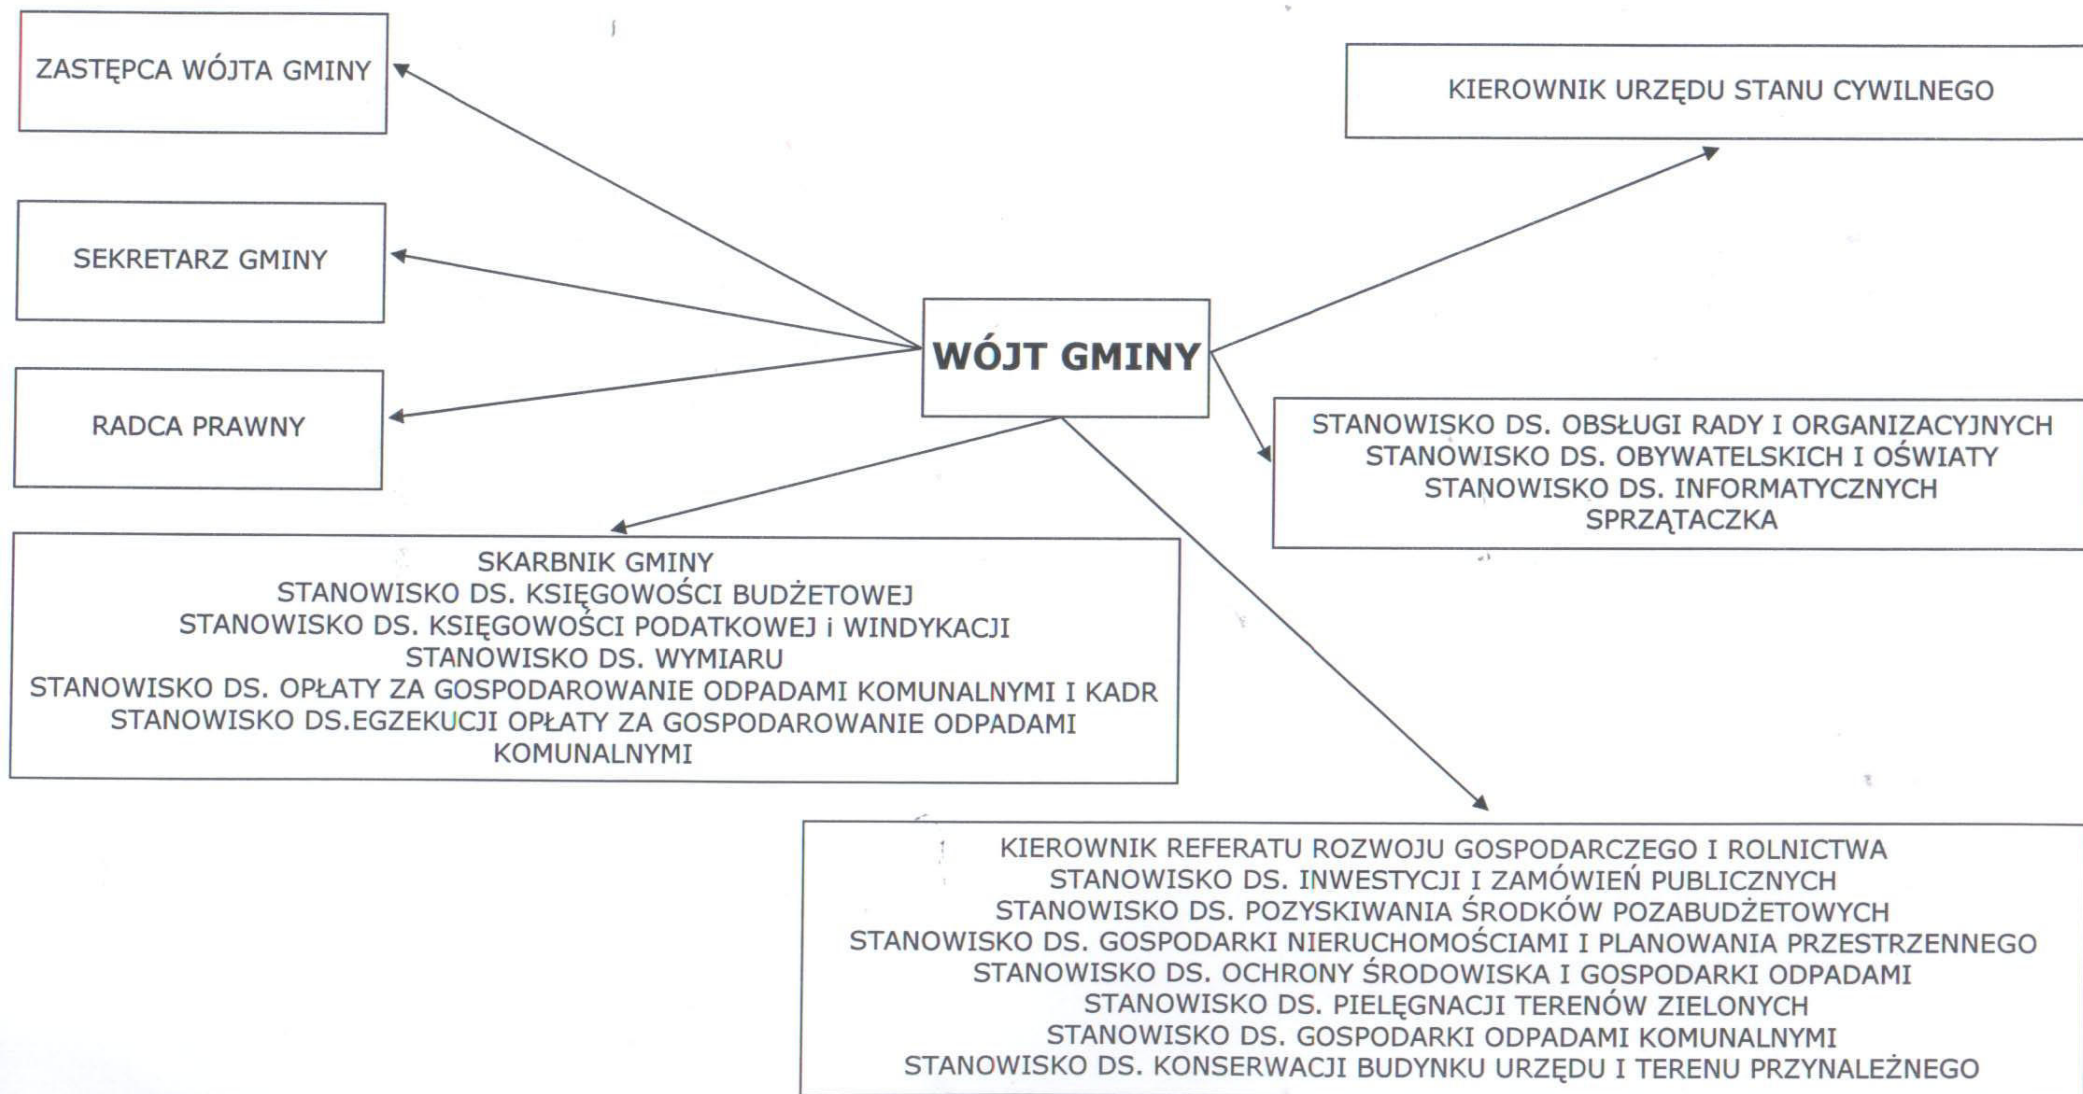 ZASTĘPCA WÓJTA GMINY
KIEROWNIK URZĘDU STANU CYWILNEGO
SEKRETARZ GMINY
WÓJT GMINY
RADCA PRAWNY
STANOWISKO DS. OBSŁUGI RADY I ORGANIZACYJNYCH
STANOWISKO DS. OBYWATELSKICH I OŚWIATY
STANOWISKO DS. INFORMATYCZNYCH
SPRZĄTACZKA
SKARBNIK GMINY
STANOWISKO DS. KSIĘGOWOŚCI BUDŻETOWEJ
STANOWISKO DS. KSIĘGOWOŚCI PODATKOWEJ i WINDYKACJI
STANOWISKO DS. WYMIARU
STANOWISKO DS. OPŁATY ZA GOSPODAROWANIE ODPADAMI KOMUNALNYMI I KADR
STANOWISKO DS.EGZEKUCJI OPŁATY ZA GOSPODAROWANIE ODPADAMI
KOMUNALNYMI
KIEROWNIK REFERATU ROZWOJU GOSPODARCZEGO I ROLNICTWA
STANOWISKO DS. INWESTYCJI I ZAMÓWIEŃ PUBLICZNYCH
STANOWISKO DS. POZYSKIWANIA ŚRODKÓW POZABUDŻETOWYCH
STANOWISKO DS. GOSPODARKI NIERUCHOMOŚCIAMI I PLANOWANIA PRZESTRZENNEGO
STANOWISKO DS. OCHRONY ŚRODOWISKA I GOSPODARKI ODPADAMI
STANOWISKO DS. PIELĘGNACJI TERENÓW ZIELONYCH
STANOWISKO DS. GOSPODARKI ODPADAMI KOMUNALNYMI
STANOWISKO DS. KONSERWACJI BUDYNKU URZĘDU I TERENU PRZYNALEŻNEGO